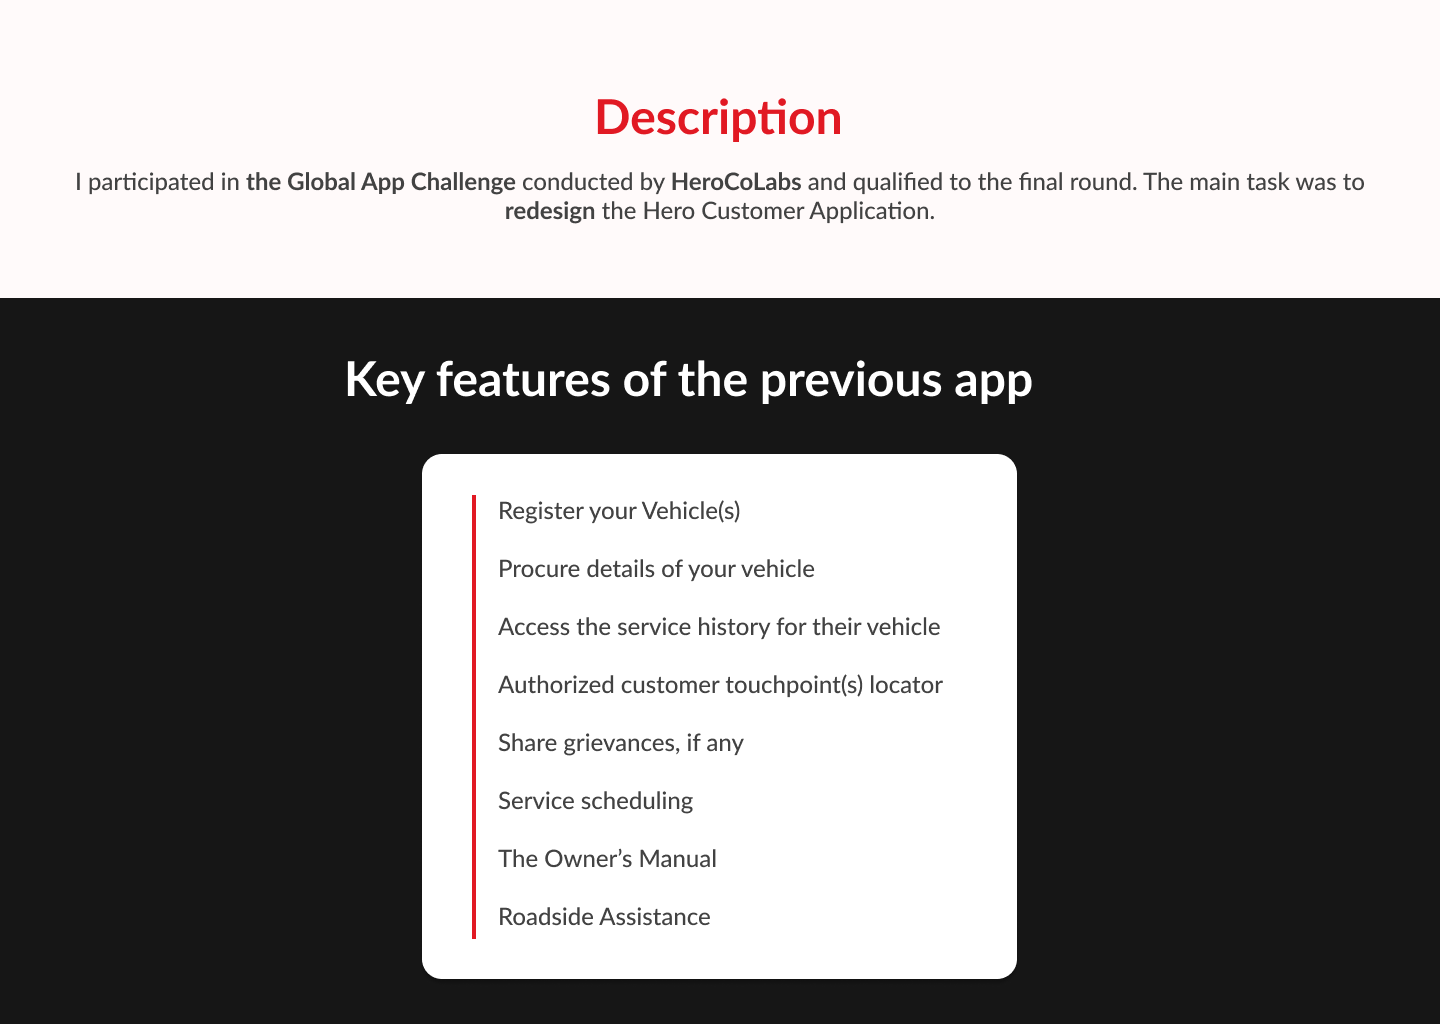 Description
I participated in the Global App Challenge conducted by HeroCoLabs and qualified to the final round. The main task was to
redesign the Hero Customer Application.
Key features of the previous app
Register your Vehicle(s)
Procure details of your vehicle
Access the service history for their vehicle
Authorized customer touchpoint(s) locator
Share grievances, if any
Service scheduling
The Owner’s Manual
Roadside Assistance